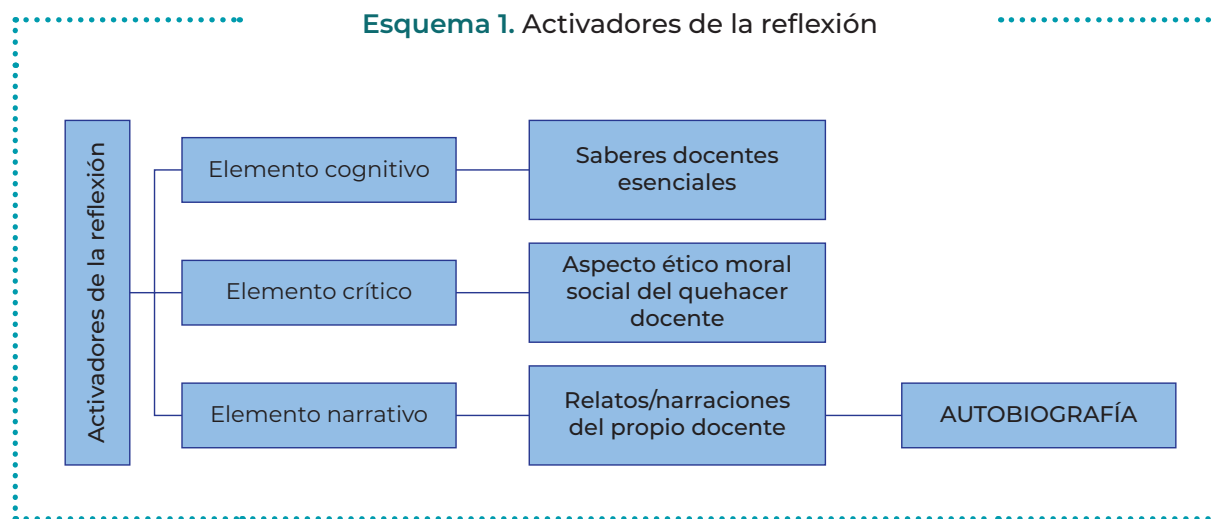 Esquema 1. Activadores de la reflexión
Activadores de la reflexión
Elemento cognitivo
Saberes docentes
esenciales
Elemento crítico
Aspecto ético moral
social del quehacer
docente
Elemento narrativo
Relatos/narraciones
del propio docente
AUTOBIOGRAFÍA